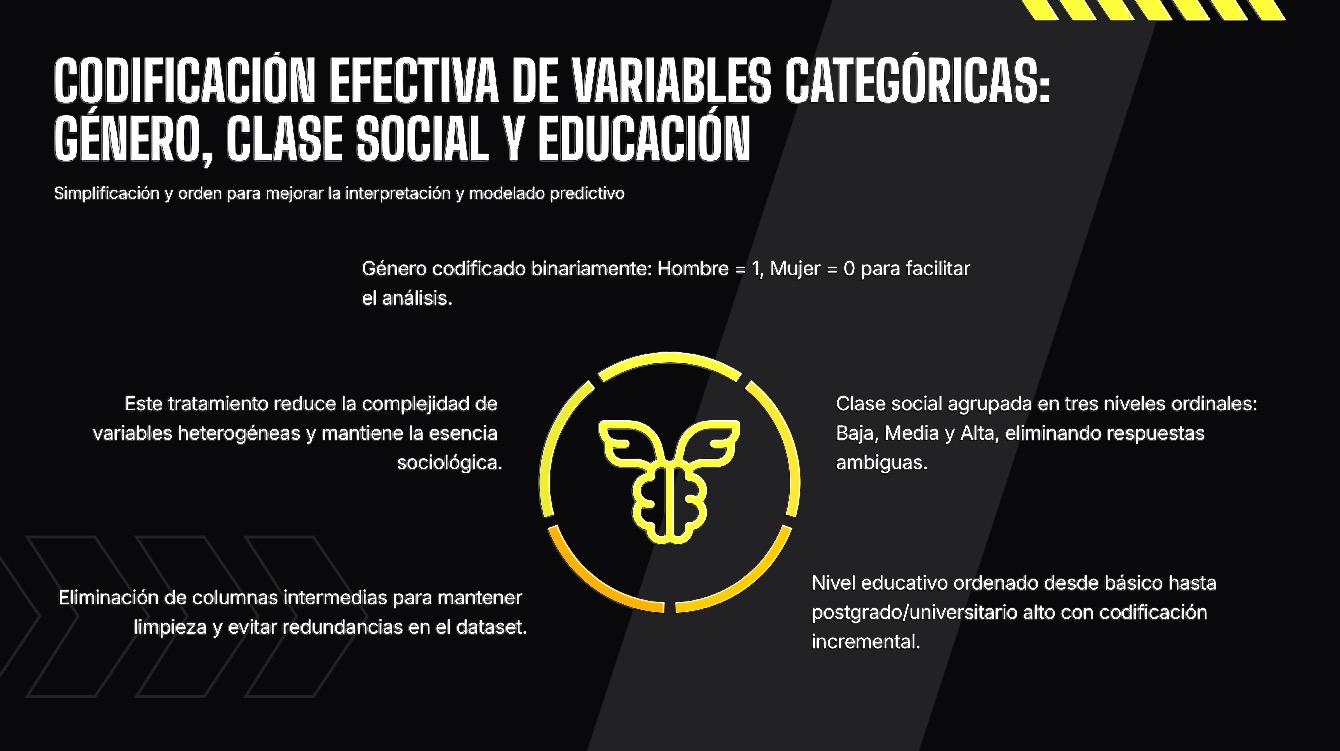 CODIFICACIÓN EFECTIVA DE VARIABLES CATEGÓRICAS:
GÉNERO, CLASE SOCIAL Y EDUCACIÓN
Simplificación y orden para mejorar la interpretación y modelado predictivo
Género codificado binariamente: Hombre = 1, Mujer = 0 para facilitar
el análisis.
Este tratamiento reduce la complejidad de
variables heterogéneas y mantiene la esencia
sociológica.
Clase social agrupada en tres niveles ordinales:
Baja, Media y Alta, eliminando respuestas
ambiguas.
Eliminación de columnas intermedias para mantener
limpieza y evitar redundancias en el dataset.
Nivel educativo ordenado desde básico hasta
postgrado/universitario alto con codificación
incremental.